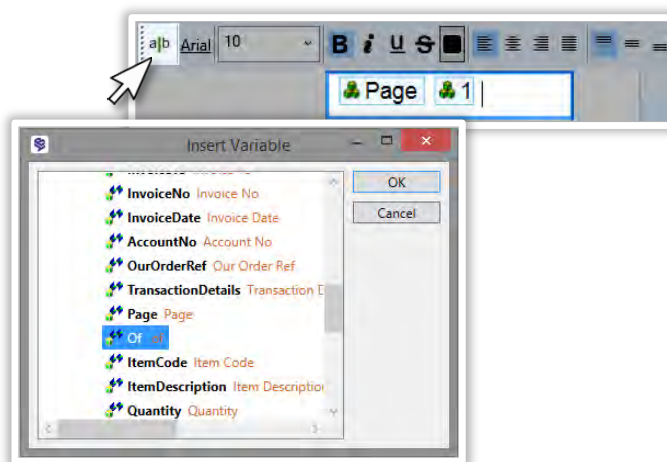 a|b Arial 10 B i U S
Page 1
Insert Variable
OK
Cancel
InvoiceNo Invoice No
InvoiceDate Invoice Date
AccountNo Account No
OurOrderRef Our Order Ref
TransactionDetails Transaction D
Page Page
Of of
ItemCode Item Code
ItemDescription Item Description
Quantity Quantity